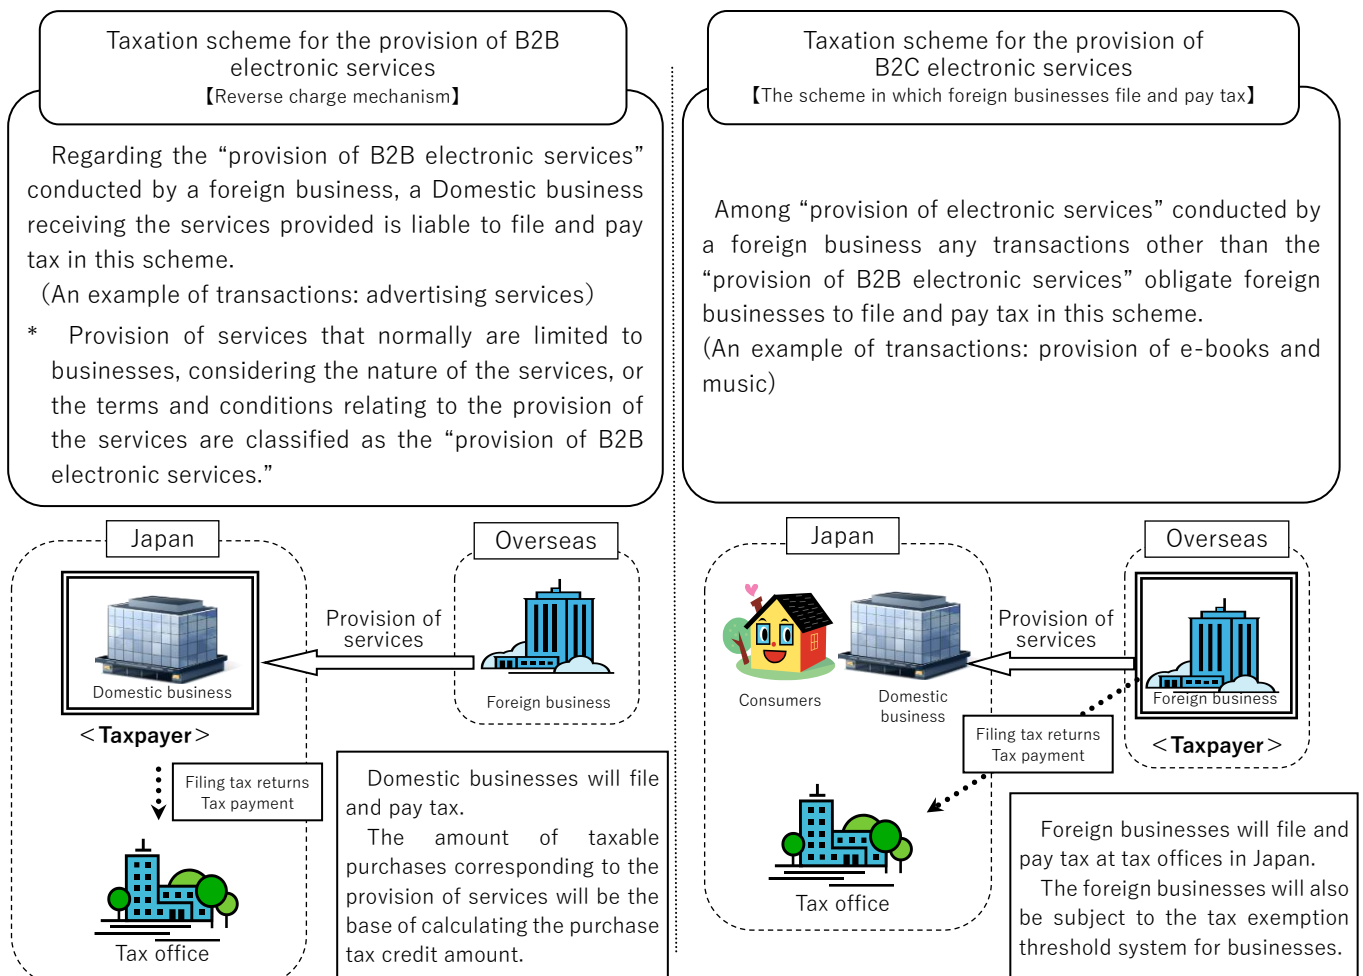 Taxation scheme for the provision of B2B
electronic services
【Reverse charge mechanism】
Regarding the “provision of B2B electronic services”
conducted by a foreign business, a Domestic business
receiving the services provided is liable to file and pay
tax in this scheme.
(An example of transactions: advertising services)
* Provision of services that normally are limited to
businesses, considering the nature of the services, or
the terms and conditions relating to the provision of
the services are classified as the “provision of B2B
electronic services.”
Japan
Overseas
Provision of
services
Domestic business
Foreign business
<Taxpayer>
Filing tax returns
Tax payment
Tax office
Domestic businesses will file
and pay tax.
The amount of taxable
purchases corresponding to the
provision of services will be the
base of calculating the purchase
tax credit amount.
Taxation scheme for the provision of
B2C electronic services
【The scheme in which foreign businesses file and pay tax】
Among “provision of electronic services” conducted by
a foreign business any transactions other than the
“provision of B2B electronic services” obligate foreign
businesses to file and pay tax in this scheme.
(An example of transactions: provision of e-books and
music)
Japan
Overseas
Provision of
services
Consumers
Domestic
business
Foreign business
<Taxpayer>
Filing tax returns
Tax payment
Tax office
Foreign businesses will file and
pay tax at tax offices in Japan.
The foreign businesses will also
be subject to the tax exemption
threshold system for businesses.